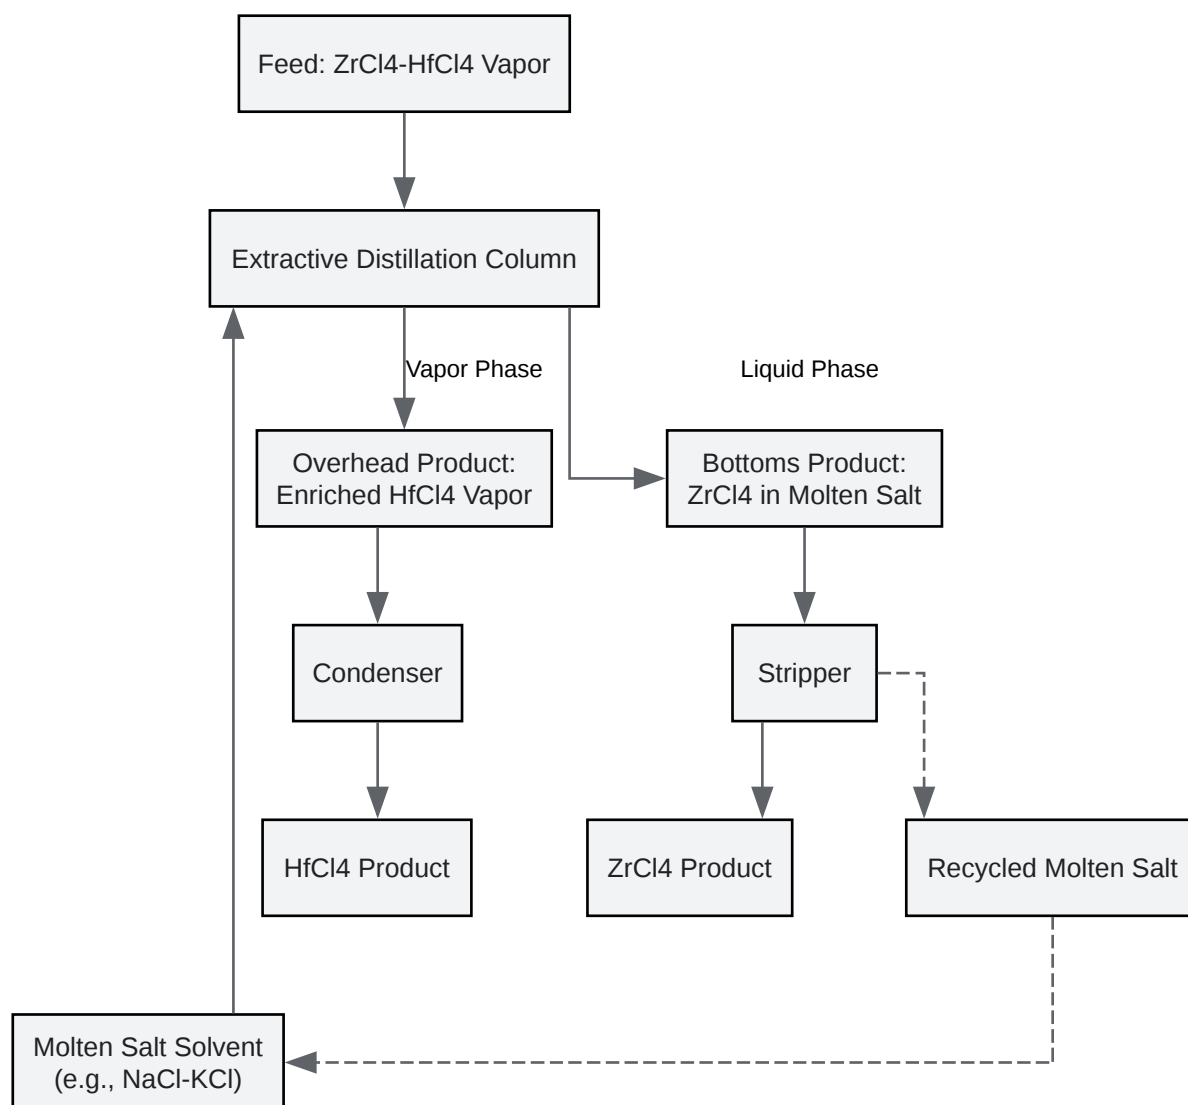 Feed: ZrCl4-HfCl4 Vapor
Extractive Distillation Column
Vapor Phase
Liquid Phase
Overhead Product:
Enriched HfCl4 Vapor
Bottoms Product:
ZrCl4 in Molten Salt
Condenser
Stripper
HfCl4 Product
ZrCl4 Product
Recycled Molten Salt
Molten Salt Solvent
(e.g., NaCl-KCl)